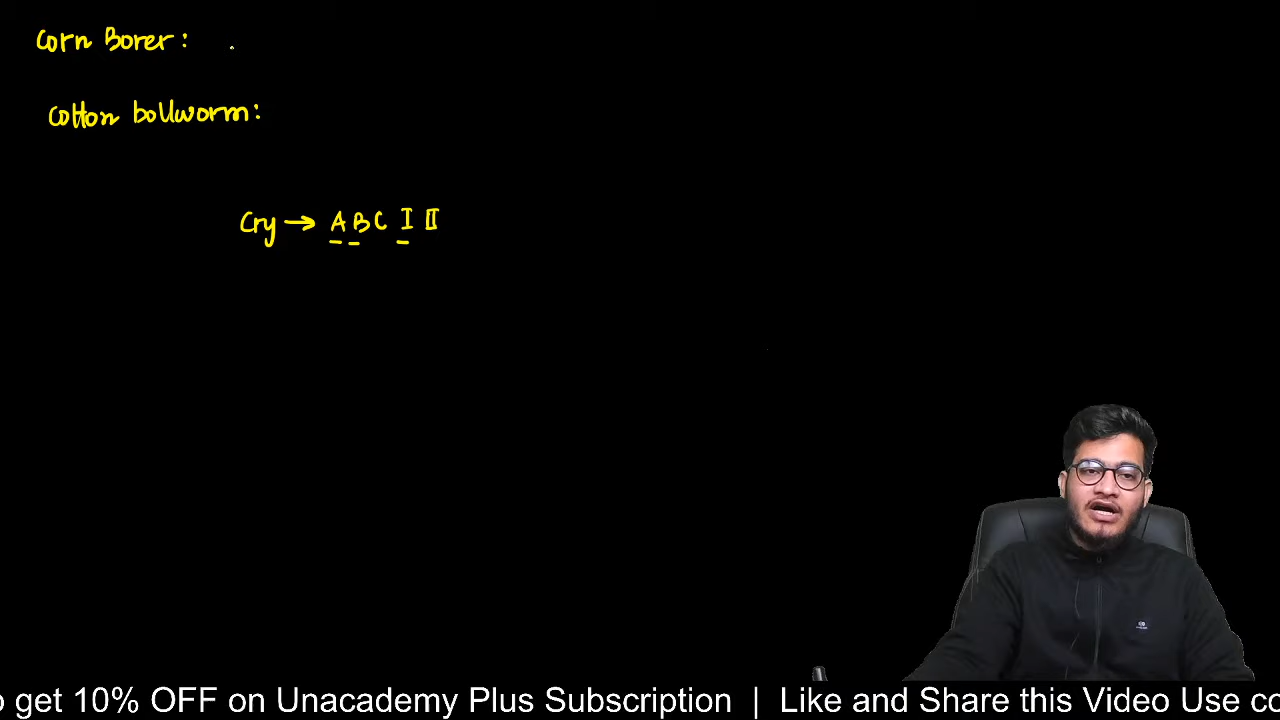 Corn Borer:
Cotton bollworm:
Cry → A B C I II
get 10% OFF on Unacademy Plus Subscription | Like and Share this Video Use